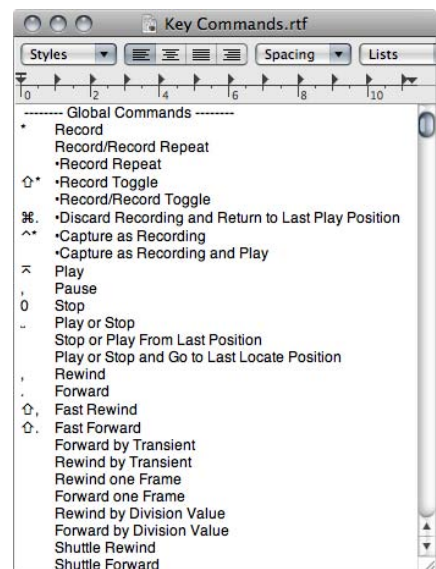 Key Commands.rtf
Styles Spacing Lists
0 2 4 6 8 10
-------- Global Commands --------
* Record
Record/Record Repeat
•Record Repeat
⇧* •Record Toggle
•Record/Record Toggle
⌘. •Discard Recording and Return to Last Play Position
^* •Capture as Recording
•Capture as Recording and Play
⌅ Play
, Pause
0 Stop
.. Play or Stop
Stop or Play From Last Position
Play or Stop and Go to Last Locate Position
, Rewind
. Forward
⇧, Fast Rewind
⇧. Fast Forward
Forward by Transient
Rewind by Transient
Rewind one Frame
Forward one Frame
Rewind by Division Value
Forward by Division Value
Shuttle Rewind
Shuttle Forward